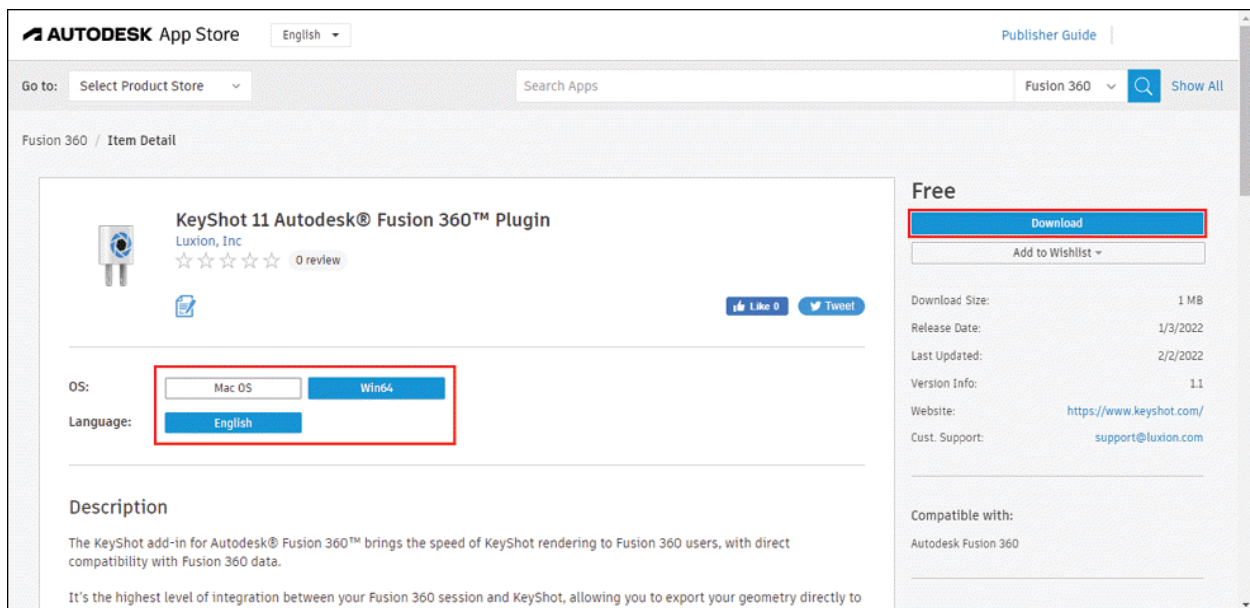 AUTODESK App Store
English
Publisher Guide
Go to:
Select Product Store
Search Apps
Fusion 360
Show All
Fusion 360 / Item Detail
KeyShot 11 Autodesk® Fusion 360™ Plugin
Luxion, Inc
0 review
Like 0
Tweet
OS:
Mac OS
Win64
Language:
English
Description
The KeyShot add-in for Autodesk® Fusion 360™ brings the speed of KeyShot rendering to Fusion 360 users, with direct
compatibility with Fusion 360 data.
It's the highest level of integration between your Fusion 360 session and KeyShot, allowing you to export your geometry directly to
Free
Download
Add to Wishlist
Download Size: 1 MB
Release Date: 1/3/2022
Last Updated: 2/2/2022
Version Info: 1.1
Website: https://www.keyshot.com/
Cust. Support: support@luxion.com
Compatible with:
Autodesk Fusion 360